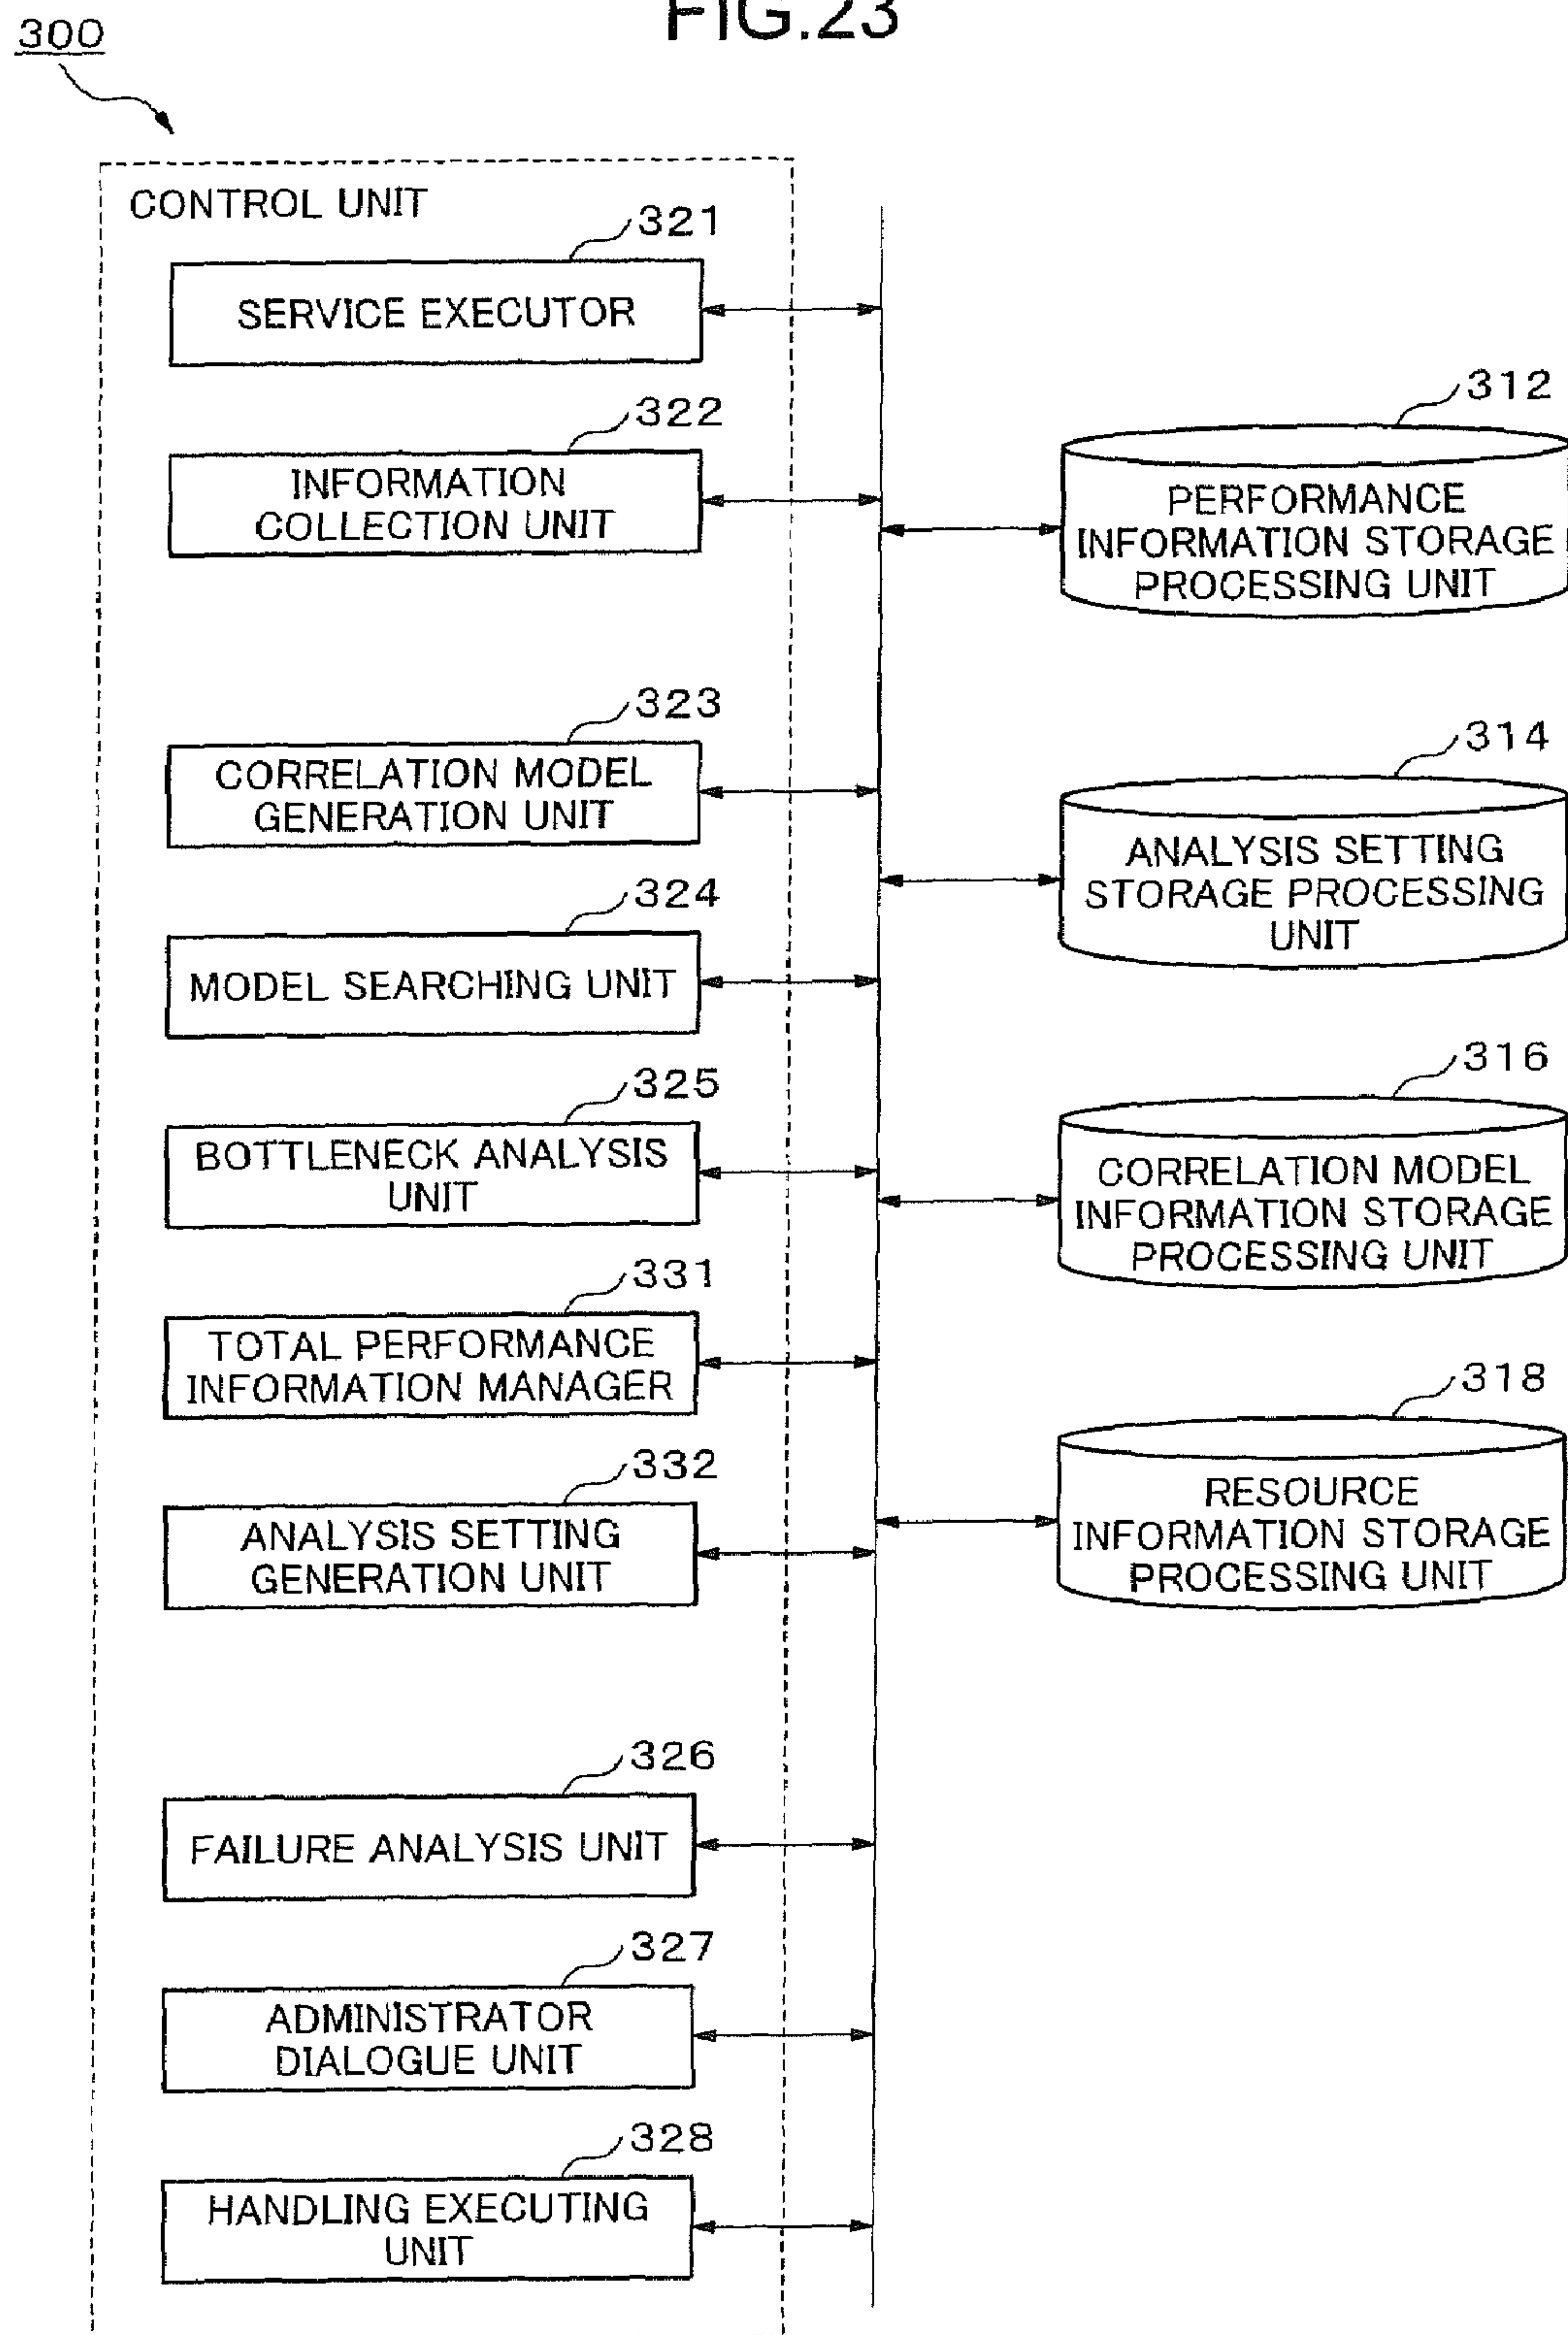 FIG.23
300
CONTROL UNIT
321
SERVICE EXECUTOR
322
INFORMATION
COLLECTION UNIT
312
PERFORMANCE
INFORMATION STORAGE
PROCESSING UNIT
323
CORRELATION MODEL
GENERATION UNIT
314
ANALYSIS SETTING
STORAGE PROCESSING
UNIT
324
MODEL SEARCHING UNIT
325
BOTTLENECK ANALYSIS
UNIT
316
CORRELATION MODEL
INFORMATION STORAGE
PROCESSING UNIT
331
TOTAL PERFORMANCE
INFORMATION MANAGER
318
RESOURCE
INFORMATION STORAGE
PROCESSING UNIT
332
ANALYSIS SETTING
GENERATION UNIT
326
FAILURE ANALYSIS UNIT
327
ADMINISTRATOR
DIALOGUE UNIT
328
HANDLING EXECUTING
UNIT